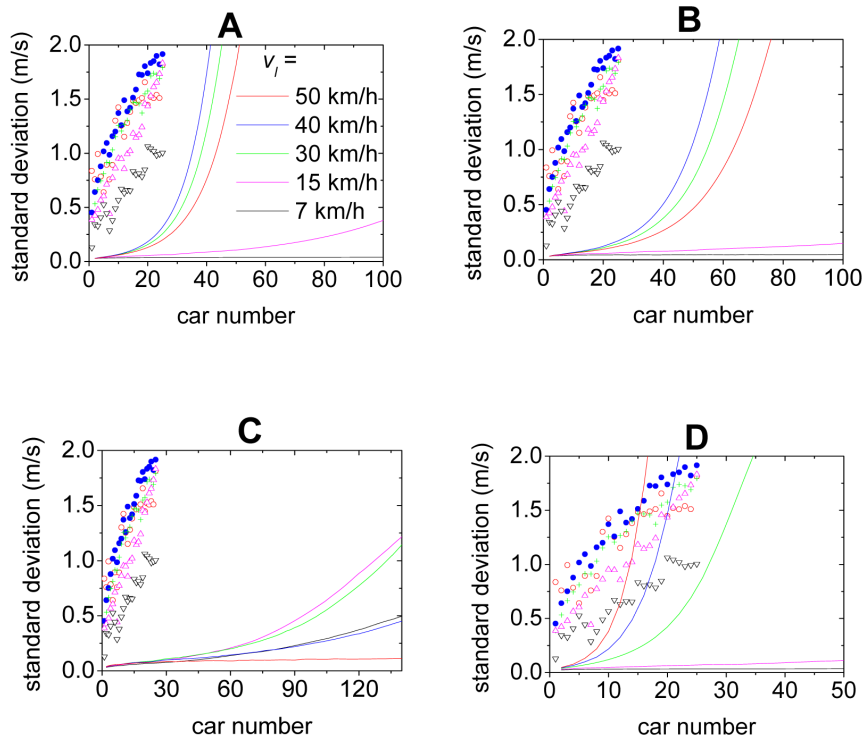 A
standard deviation (m/s)
2.0
1.5
1.0
0.5
0.0
v_l =
50 km/h
40 km/h
30 km/h
15 km/h
7 km/h
0 20 40 60 80 100
car number
B
standard deviation (m/s)
2.0
1.5
1.0
0.5
0.0
0 20 40 60 80 100
car number
C
standard deviation (m/s)
2.0
1.5
1.0
0.5
0.0
0 30 60 90 120
car number
D
standard deviation (m/s)
2.0
1.5
1.0
0.5
0.0
0 10 20 30 40 50
car number